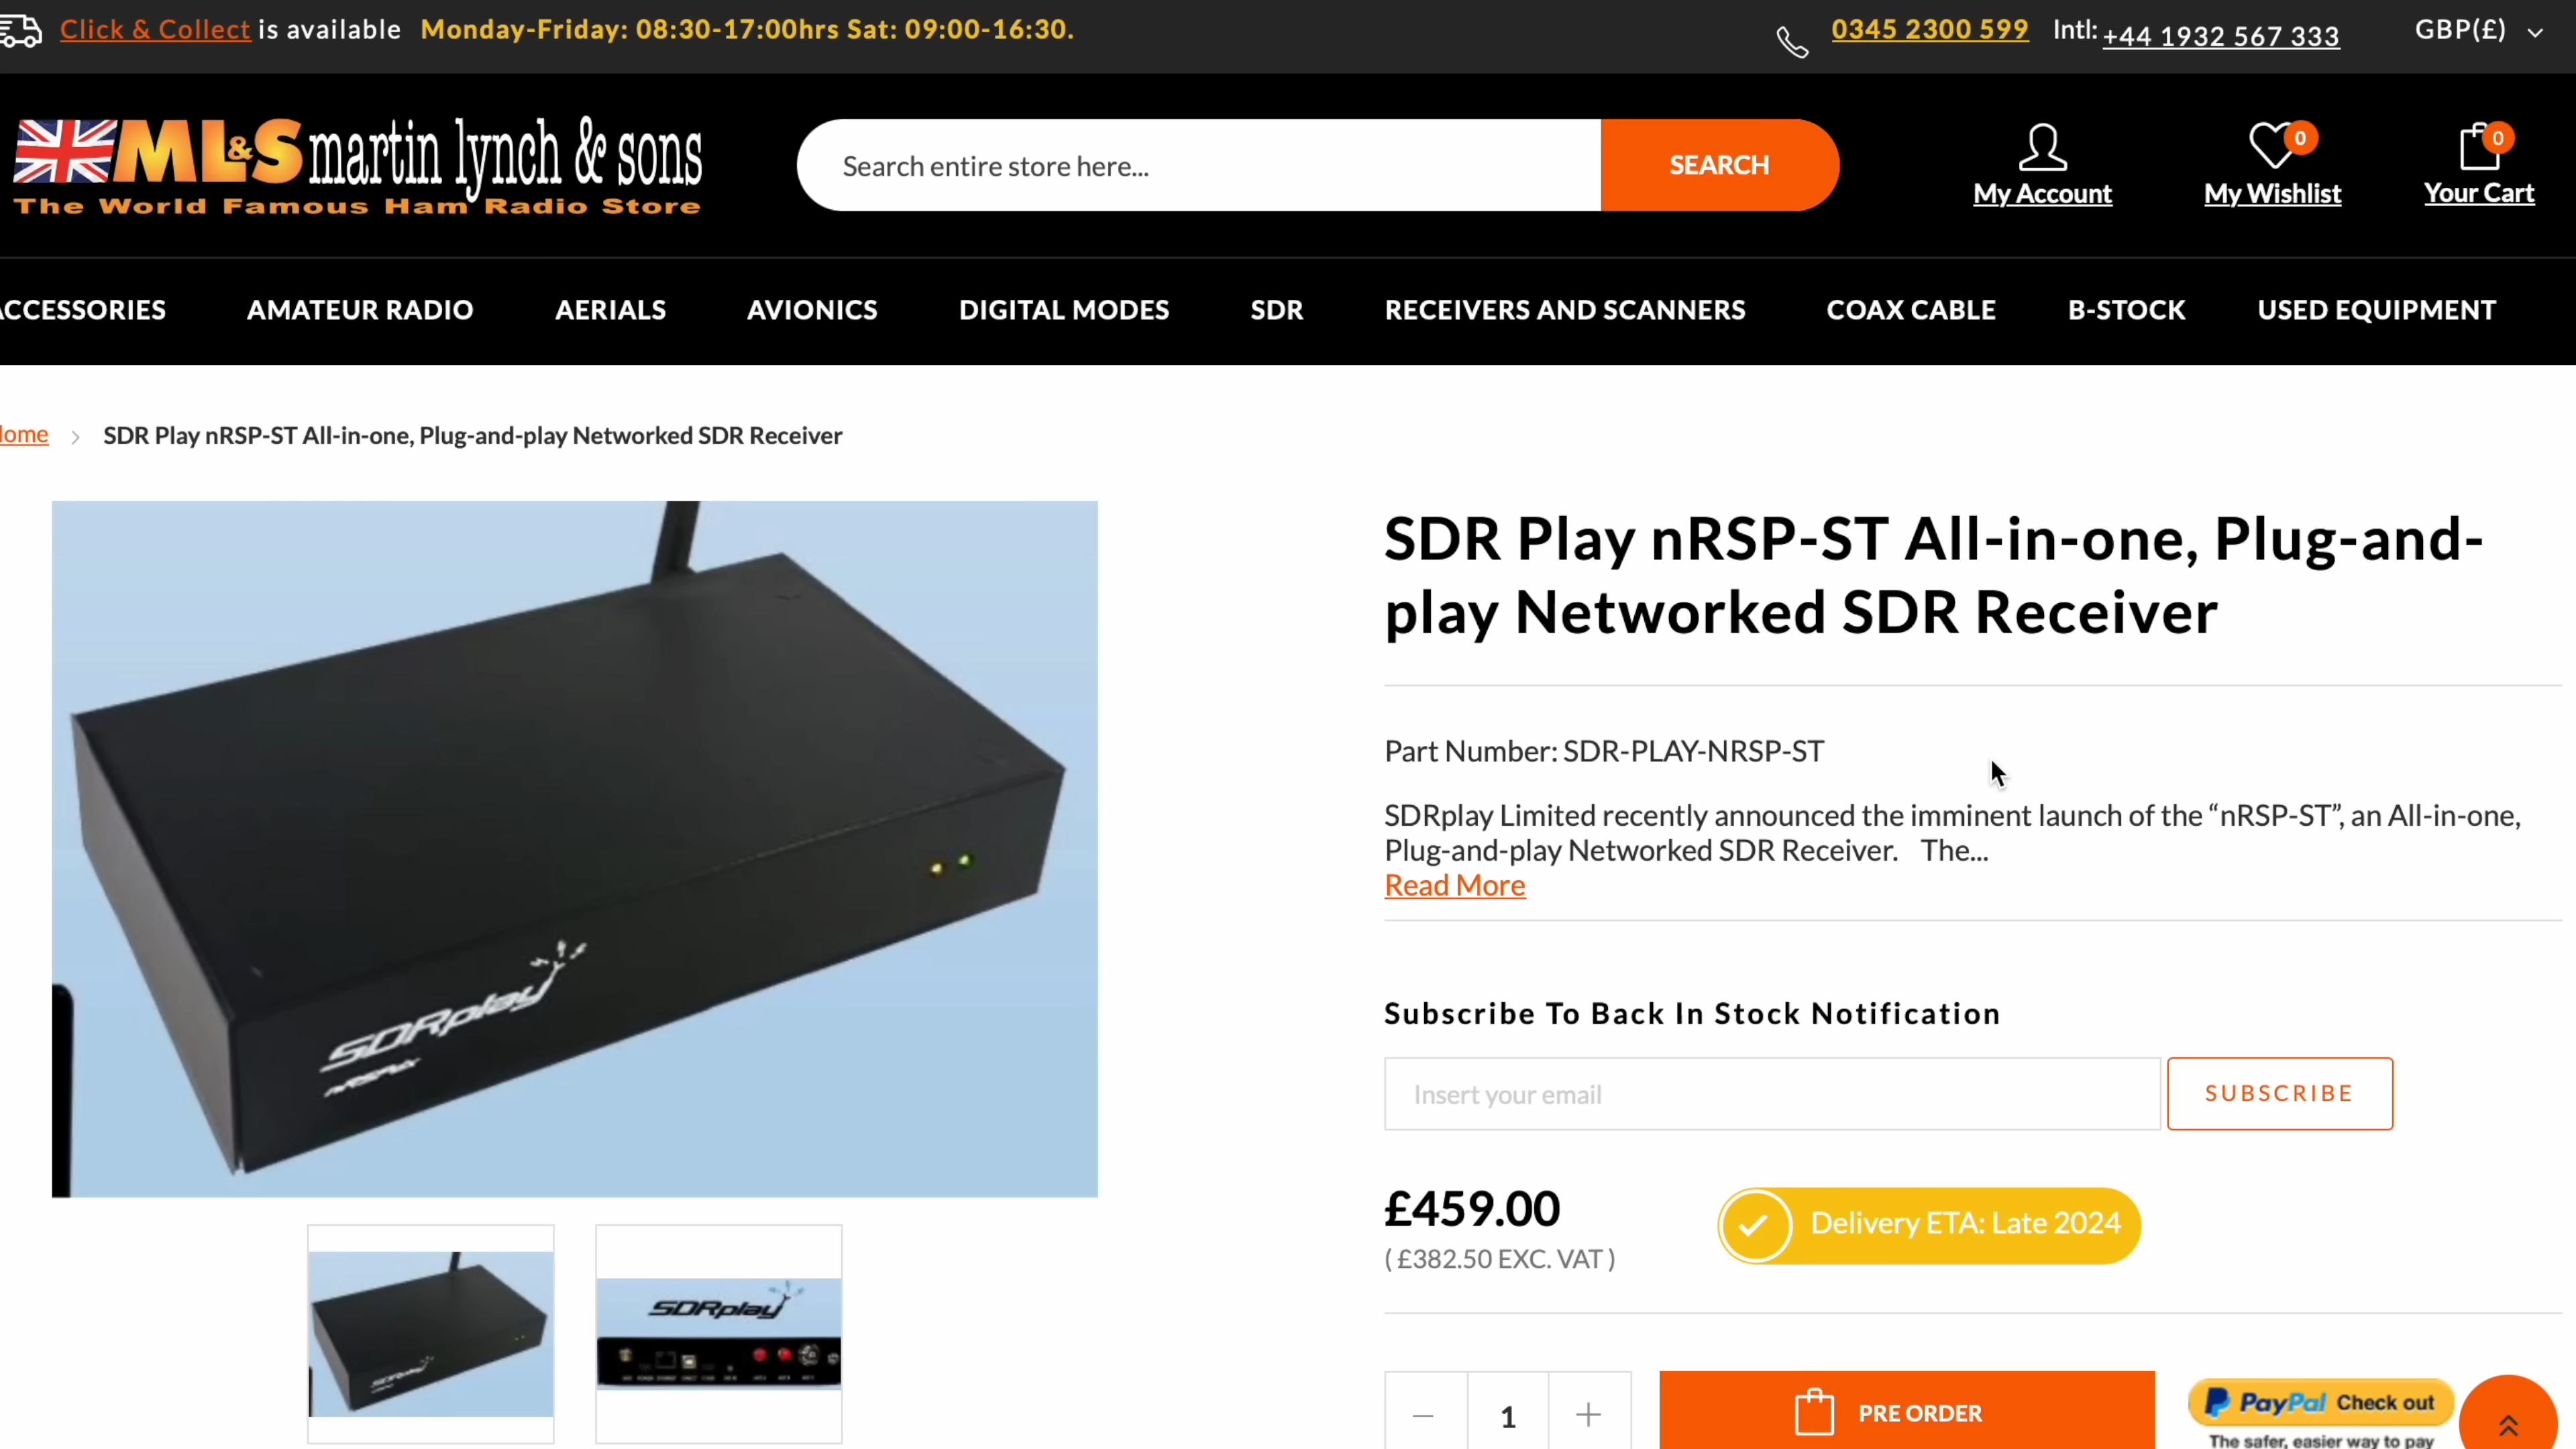 Click & Collect is available Monday-Friday: 08:30-17:00hrs Sat: 09:00-16:30.
0345 2300 599 Intl: +44 1932 567 333 GBP(£)
ML&S martin lynch & sons
The World Famous Ham Radio Store
Search entire store here...
SEARCH
My Account
0
My Wishlist
0
Your Cart
CCESSORIES AMATEUR RADIO AERIALS AVIONICS DIGITAL MODES SDR RECEIVERS AND SCANNERS COAX CABLE B-STOCK USED EQUIPMENT
ome > SDR Play nRSP-ST All-in-one, Plug-and-play Networked SDR Receiver
SDRplay
SDRplay
SDRplay
SDR Play nRSP-ST All-in-one, Plug-and-
play Networked SDR Receiver
Part Number: SDR-PLAY-NRSP-ST
SDRplay Limited recently announced the imminent launch of the “nRSP-ST”, an All-in-one,
Plug-and-play Networked SDR Receiver. The...
Read More
Subscribe To Back In Stock Notification
Insert your email
SUBSCRIBE
£459.00
( £382.50 EXC. VAT )
Delivery ETA: Late 2024
1
PRE ORDER
PayPal Check out
The safer, easier way to pay